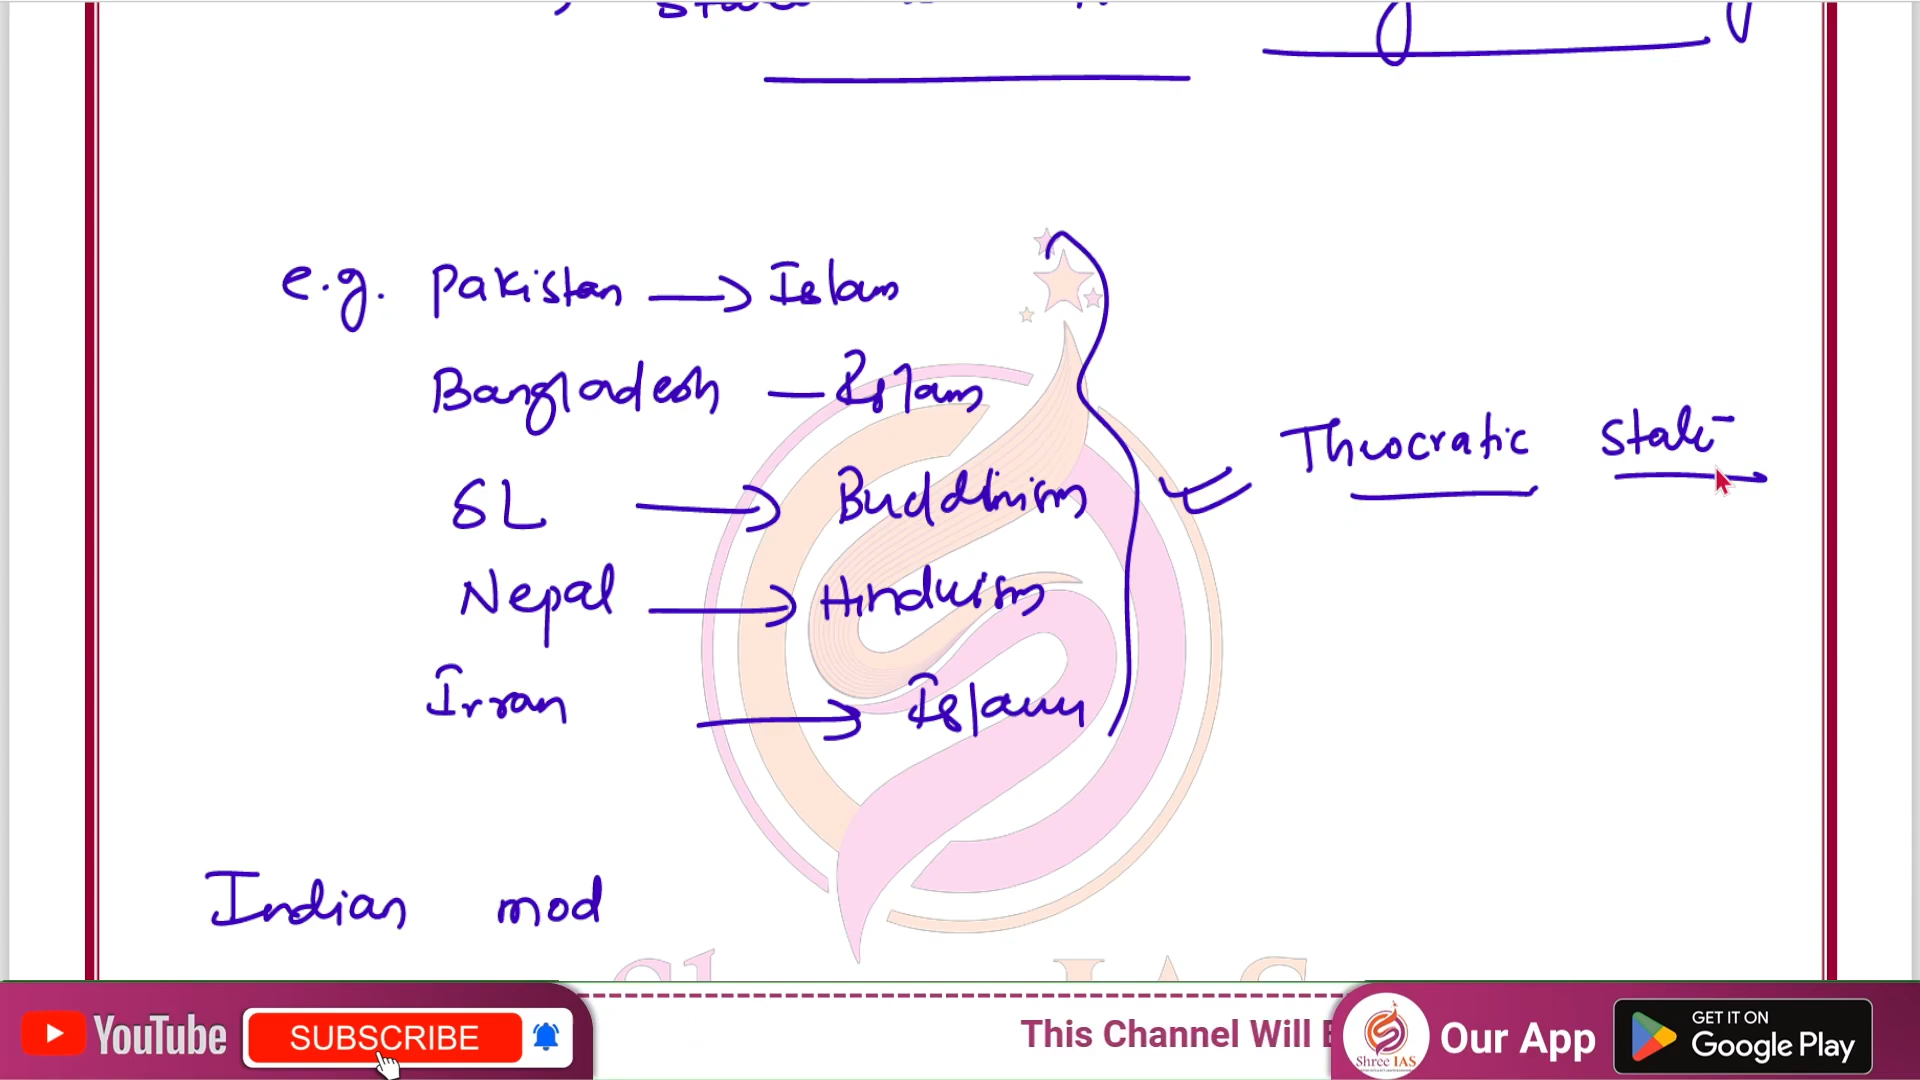 e.g. Pakistan → Islam
Bangladesh — Islam
Theocratic State
SL → Buddhism
Nepal → Hinduism
Irran → Islam
Indian mod
YouTube SUBSCRIBE
This Channel Will
Shree IAS
Our App
GET IT ON
Google Play